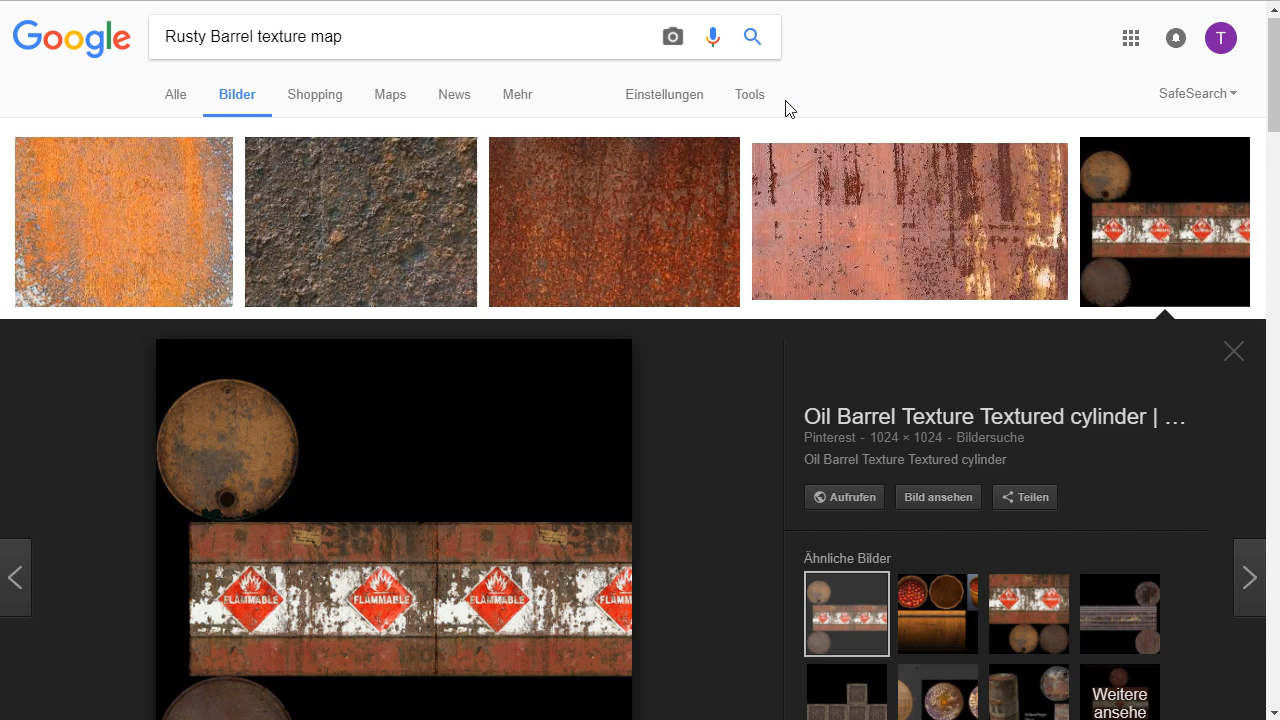 Google
Rusty Barrel texture map
T
Alle
Bilder
Shopping
Maps
News
Mehr
Einstellungen
Tools
SafeSearch
Oil Barrel Texture Textured cylinder | ...
Pinterest - 1024 × 1024 - Bildersuche
Oil Barrel Texture Textured cylinder
Aufrufen
Bild ansehen
Teilen
FLAMMABLE
FLAMMABLE
FLAMMABLE
FLAMM
Ähnliche Bilder
Weitere
ansehe